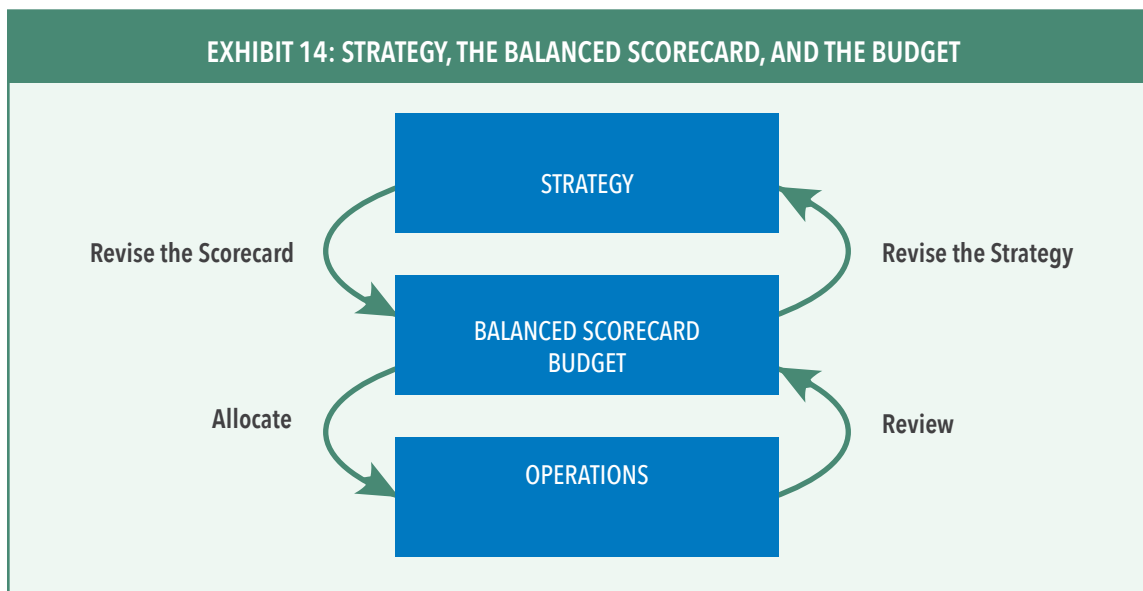 EXHIBIT 14: STRATEGY, THE BALANCED SCORECARD, AND THE BUDGET
STRATEGY
Revise the Scorecard
Revise the Strategy
BALANCED SCORECARD
BUDGET
Allocate
Review
OPERATIONS